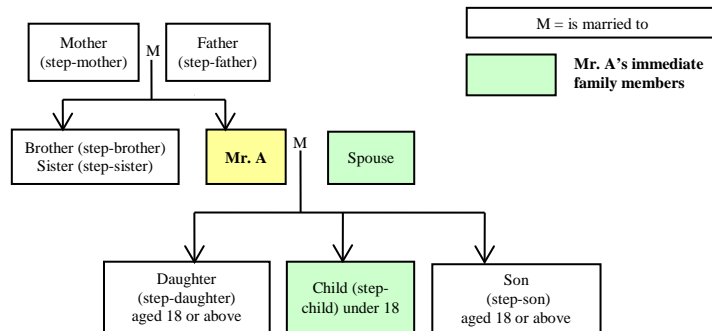 Mother
(step-mother)
M
Father
(step-father)
M = is married to
Mr. A's immediate
family members
Brother (step-brother)
Sister (step-sister)
Mr. A
M
Spouse
Daughter
(step-daughter)
aged 18 or above
Child (step-
child) under 18
Son
(step-son)
aged 18 or above